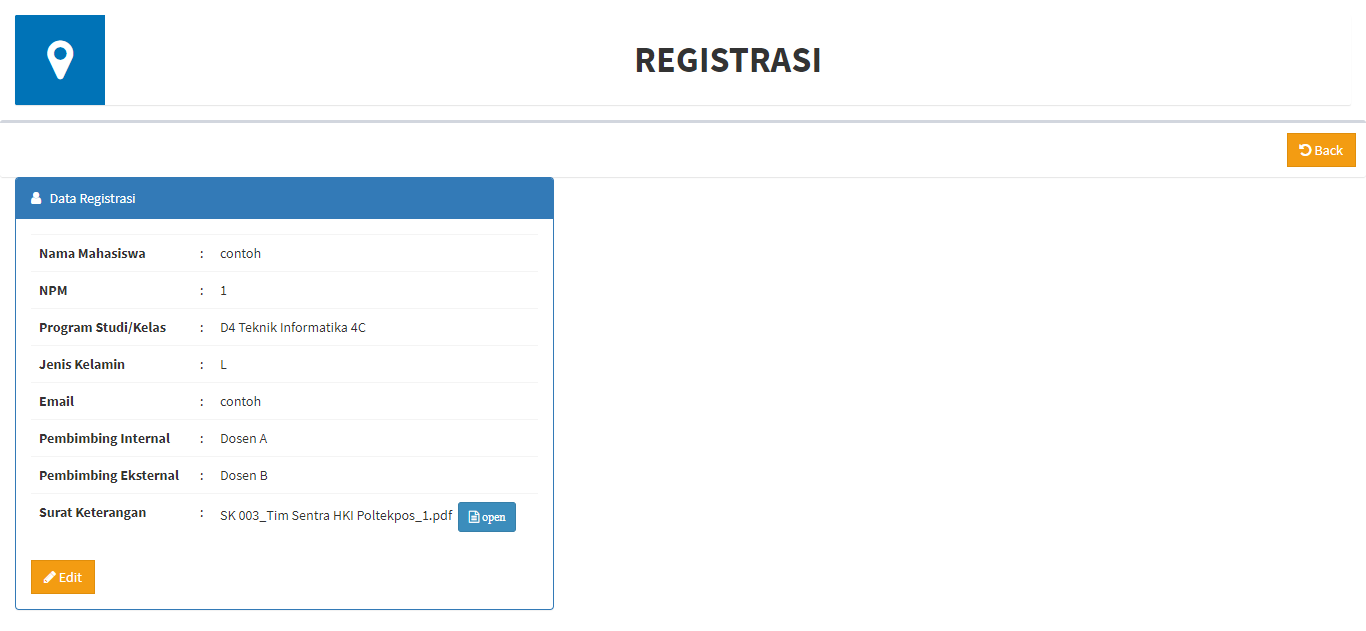 REGISTRASI
Back
Data Registrasi
Nama Mahasiswa : contoh
NPM : 1
Program Studi/Kelas : D4 Teknik Informatika 4C
Jenis Kelamin : L
Email : contoh
Pembimbing Internal : Dosen A
Pembimbing Eksternal : Dosen B
Surat Keterangan : SK 003_Tim Sentra HKI Poltekpos_1.pdf open
Edit